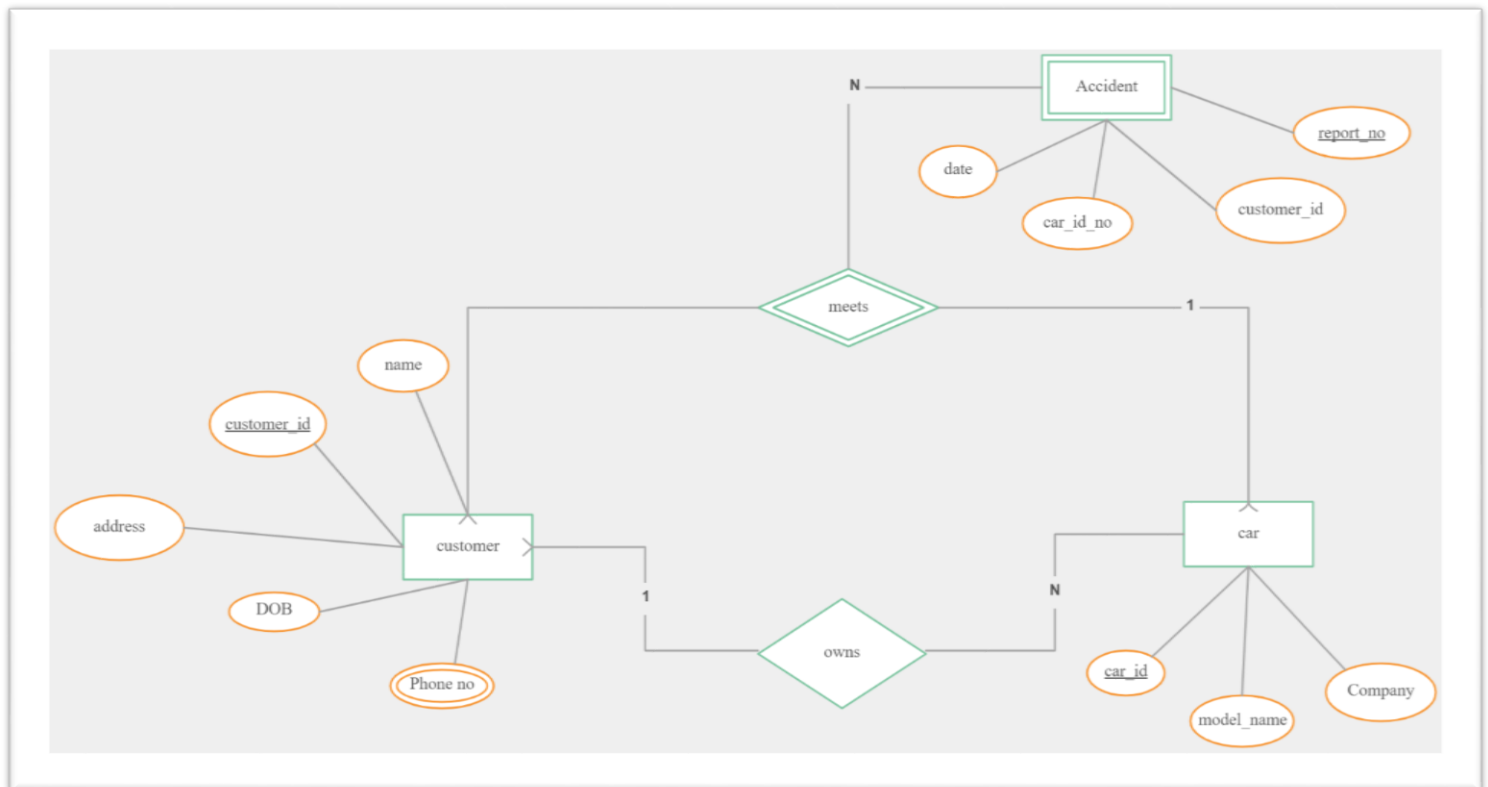 N
Accident
report_no
date
customer_id
car_id_no
meets
1
name
customer_id
address
customer
car
DOB
1
N
owns
Phone no
car_id
Company
model_name